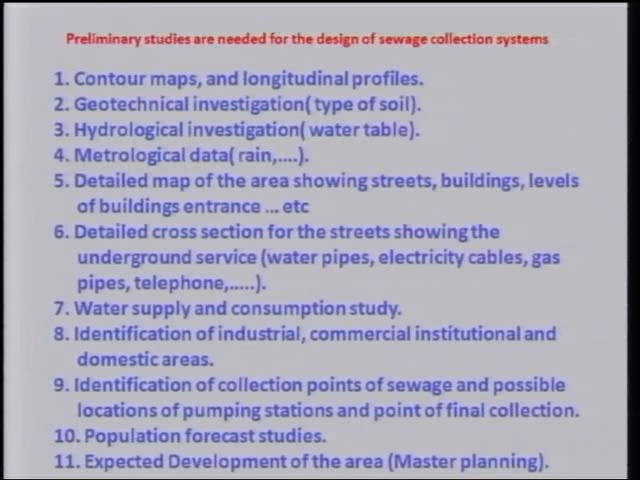 Preliminary studies are needed for the design of sewage collection systems
1. Contour maps, and longitudinal profiles.
2. Geotechnical investigation( type of soil).
3. Hydrological investigation( water table).
4. Metrological data( rain,....).
5. Detailed map of the area showing streets, buildings, levels
of buildings entrance ... etc
6. Detailed cross section for the streets showing the
underground service (water pipes, electricity cables, gas
pipes, telephone,.....).
7. Water supply and consumption study.
8. Identification of industrial, commercial institutional and
domestic areas.
9. Identification of collection points of sewage and possible
locations of pumping stations and point of final collection.
10. Population forecast studies.
11. Expected Development of the area (Master planning).